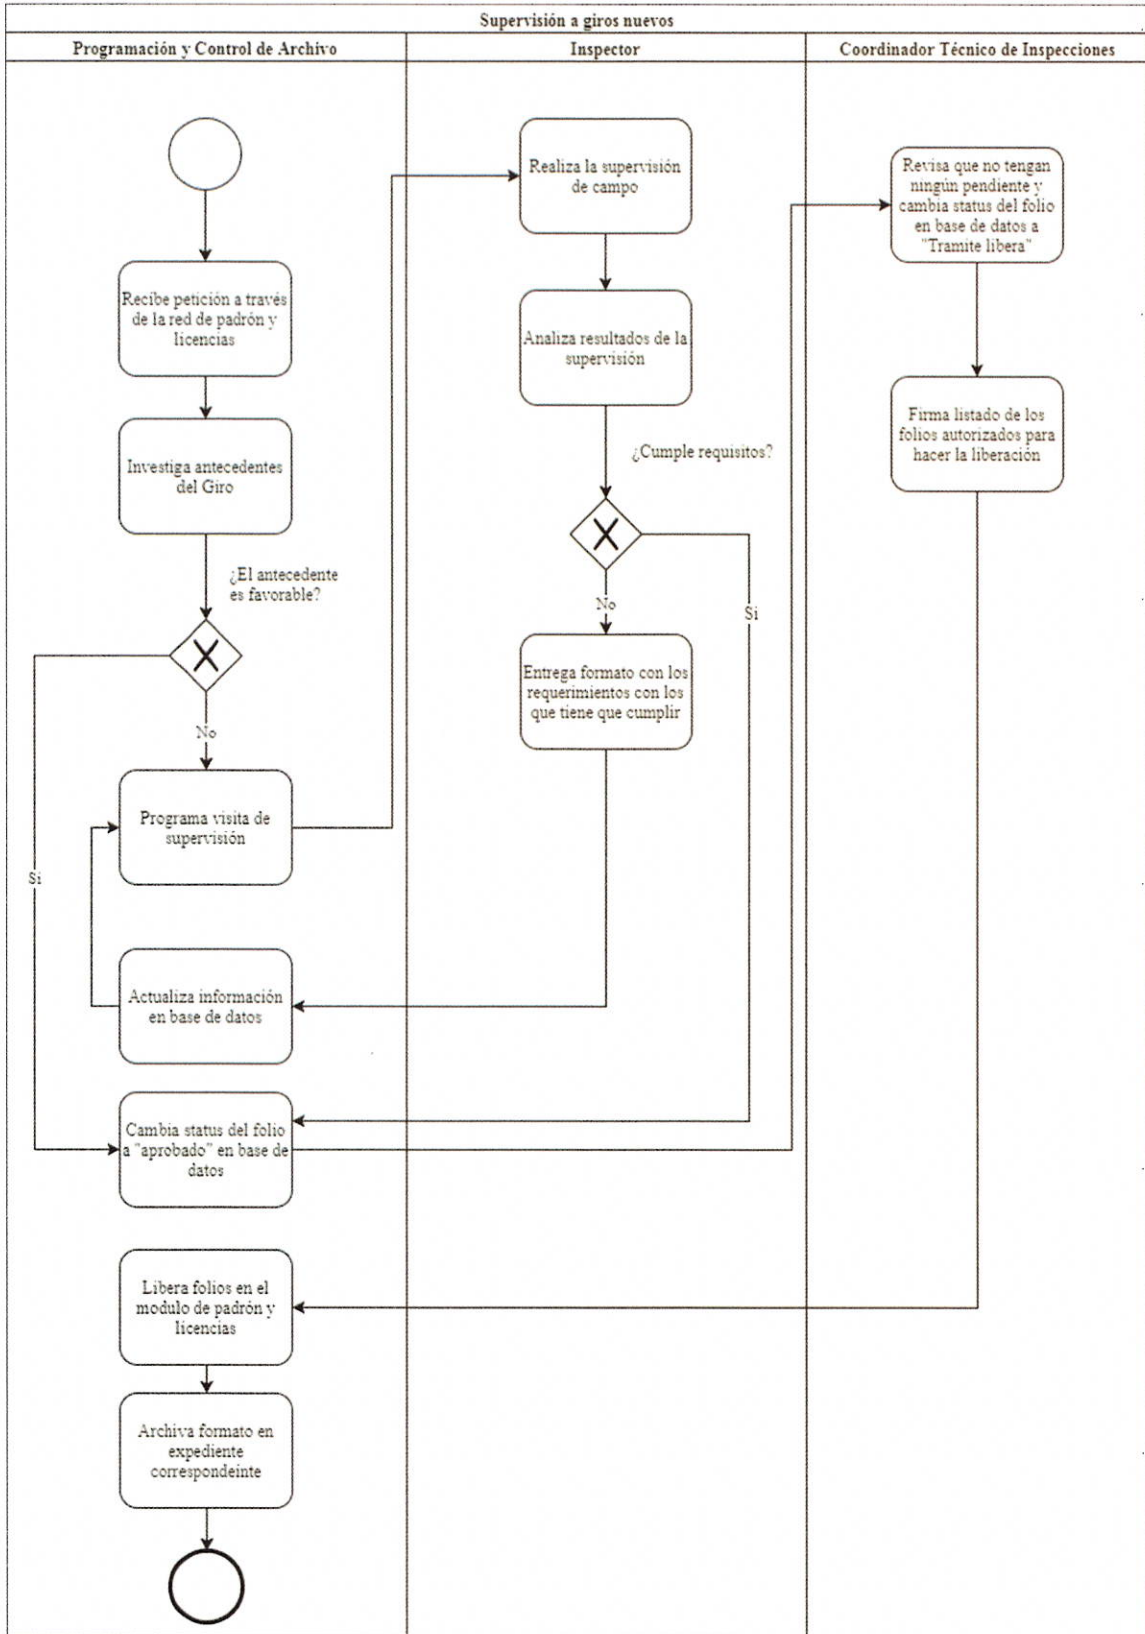 Supervisión a giros nuevos
Programación y Control de Archivo
Inspector
Coordinador Técnico de Inspecciones
Recibe petición a través
de la red de padrón y
licencias
Investiga antecedentes
del Giro
¿El antecedente
es favorable?
No
Si
Programa visita de
supervisión
Actualiza información
en base de datos
Cambia status del folio
a "aprobado" en base de
datos
Libera folios en el
modulo de padrón y
licencias
Archiva formato en
expediente
correspondeinte
Realiza la supervisión
de campo
Analiza resultados de la
supervisión
¿Cumple requisitos?
No
Si
Entrega formato con los
requerimientos con los
que tiene que cumplir
Revisa que no tengan
ningún pendiente y
cambia status del folio
en base de datos a
"Tramite libera"
Firma listado de los
folios autorizados para
hacer la liberación